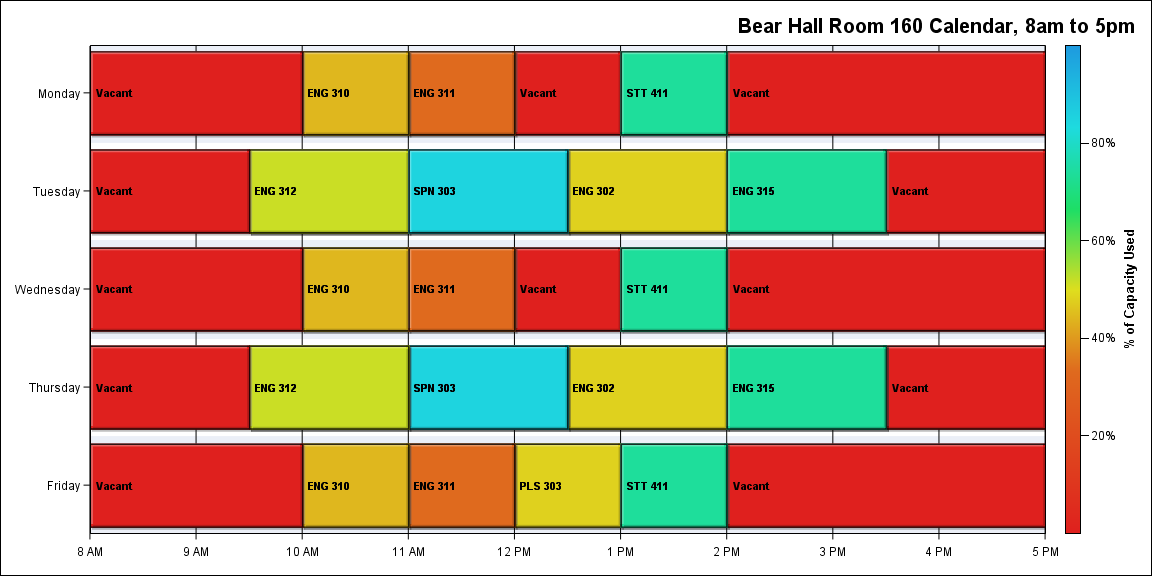 Bear Hall Room 160 Calendar, 8am to 5pm
Monday
Vacant
ENG 310
ENG 311
Vacant
STT 411
Vacant
Tuesday
Vacant
ENG 312
SPN 303
ENG 302
ENG 315
Vacant
Wednesday
Vacant
ENG 310
ENG 311
Vacant
STT 411
Vacant
Thursday
Vacant
ENG 312
SPN 303
ENG 302
ENG 315
Vacant
Friday
Vacant
ENG 310
ENG 311
PLS 303
STT 411
Vacant
8 AM
9 AM
10 AM
11 AM
12 PM
1 PM
2 PM
3 PM
4 PM
5 PM
80%
60%
40%
20%
% of Capacity Used